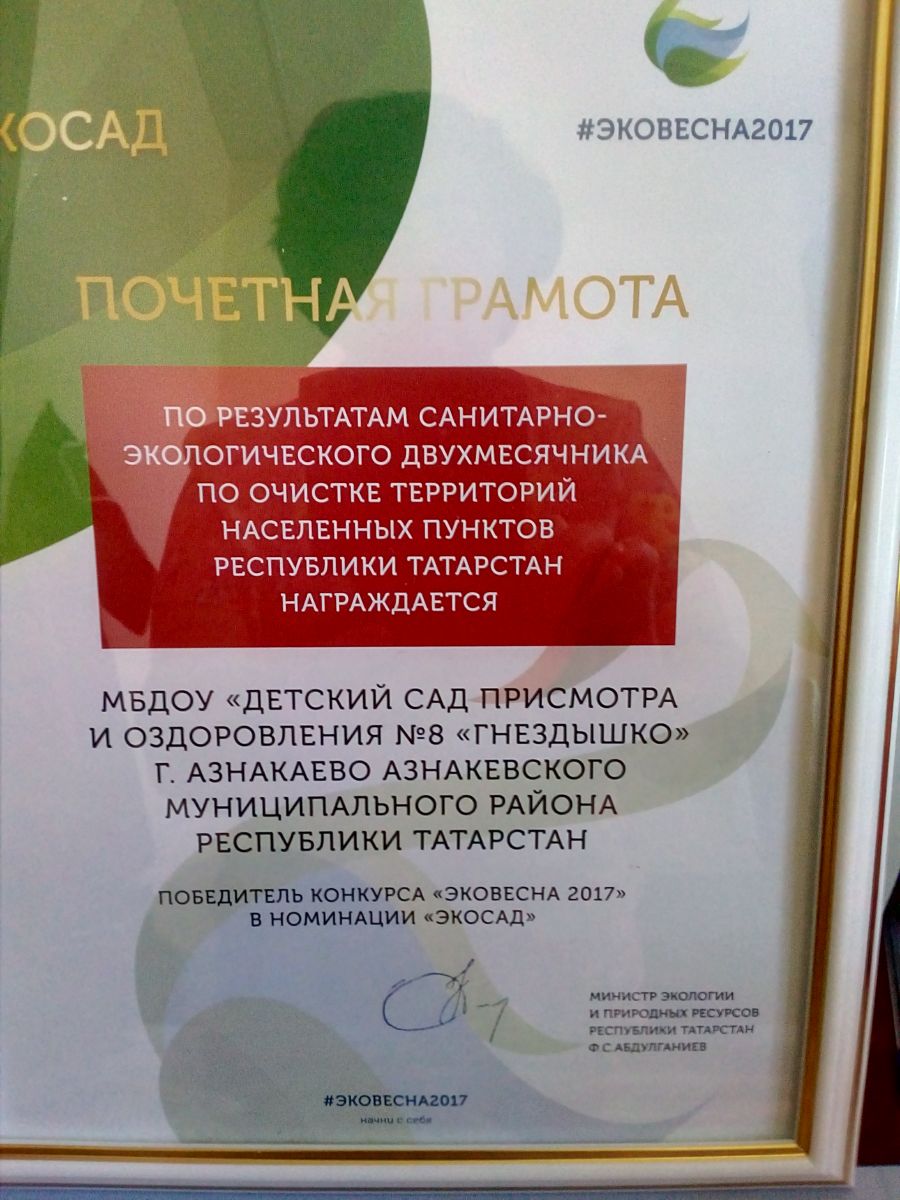 КОСАД
#ЭКОВЕСНА2017
ПОЧЕТНАЯ ГРАМОТА
ПО РЕЗУЛЬТАТАМ САНИТАРНО-
ЭКОЛОГИЧЕСКОГО ДВУХМЕСЯЧНИКА
ПО ОЧИСТКЕ ТЕРРИТОРИЙ
НАСЕЛЕННЫХ ПУНКТОВ
РЕСПУБЛИКИ ТАТАРСТАН
НАГРАЖДАЕТСЯ
МБДОУ «ДЕТСКИЙ САД ПРИСМОТРА
И ОЗДОРОВЛЕНИЯ №8 «ГНЕЗДЫШКО»
Г. АЗНАКАЕВО АЗНАКЕВСКОГО
МУНИЦИПАЛЬНОГО РАЙОНА
РЕСПУБЛИКИ ТАТАРСТАН
ПОБЕДИТЕЛЬ КОНКУРСА «ЭКОВЕСНА 2017»
В НОМИНАЦИИ «ЭКОСАД»
МИНИСТР ЭКОЛОГИИ
И ПРИРОДНЫХ РЕСУРСОВ
РЕСПУБЛИКИ ТАТАРСТАН
Ф.С.АБДУЛГАНИЕВ
#ЭКОВЕСНА2017
начни с себя